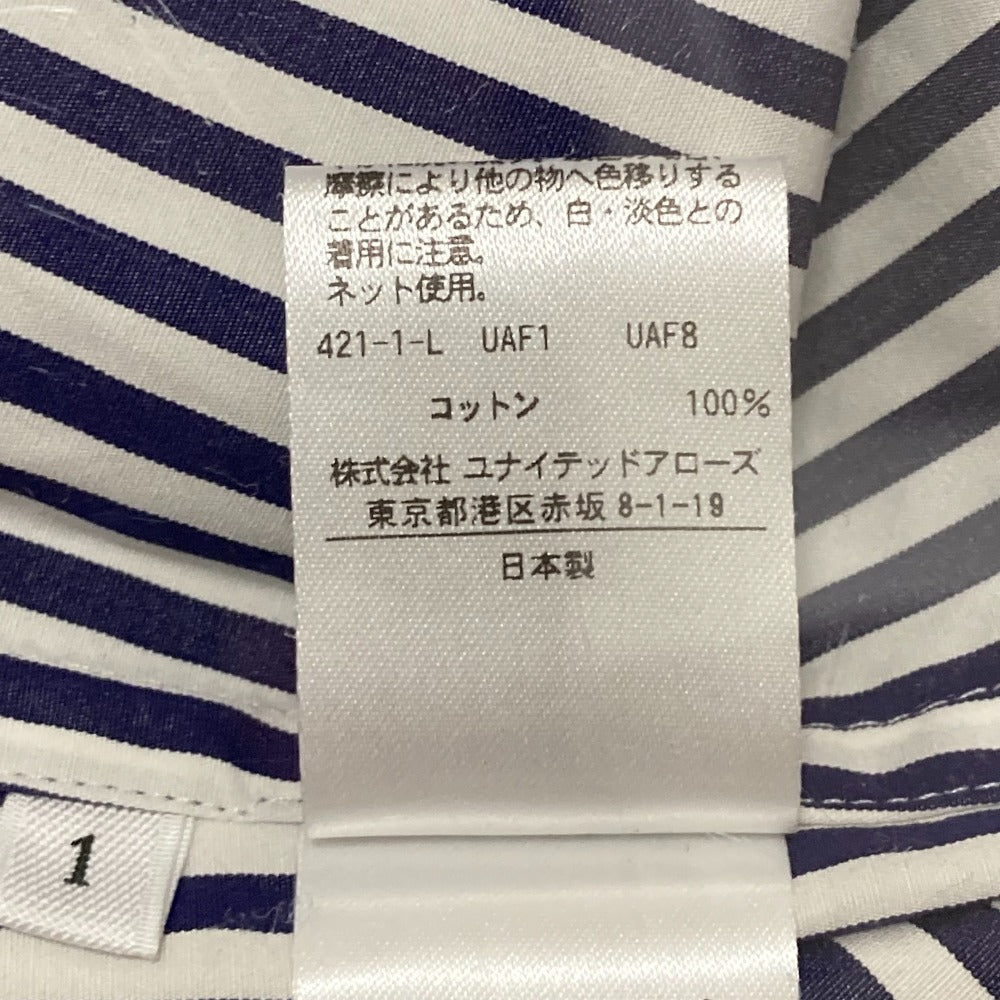 摩擦により他の物へ色移りする
ことがあるため、白・淡色との
着用に注意。
ネット使用。
421-1-L UAF1 UAF8
コットン 100%
株式会社 ユナイテッドアローズ
東京都港区赤坂 8-1-19
日本製
1